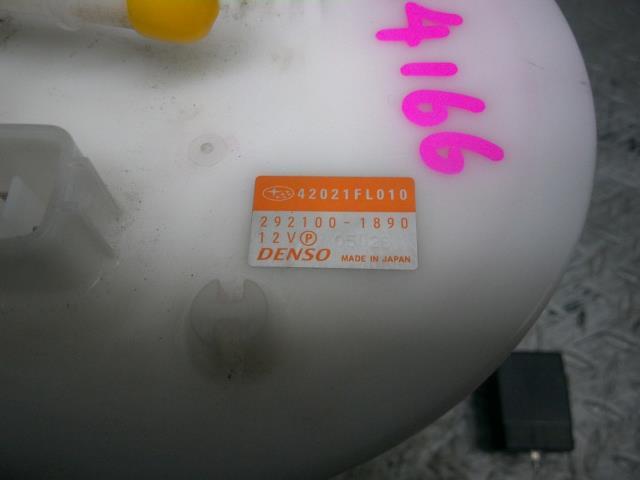 4166
42021FL010
292100-1890
12V Ⓟ
DENSO MADE IN JAPAN